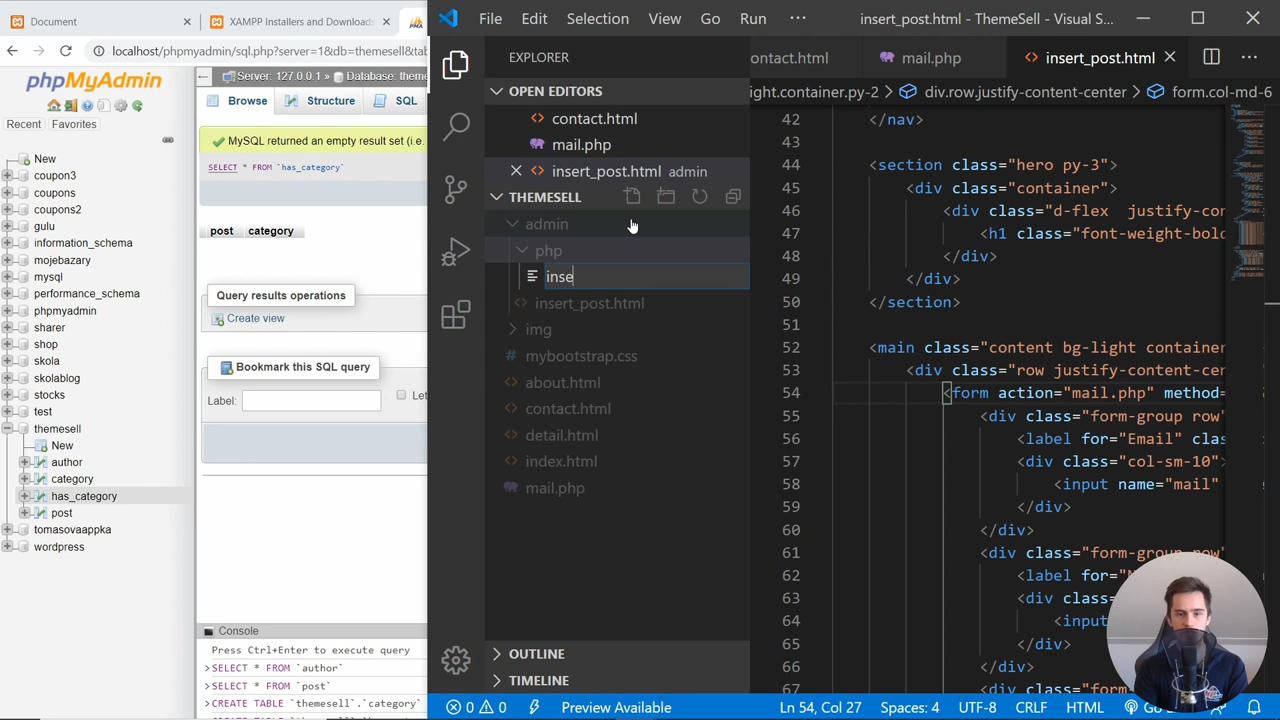 Document
XAMPP Installers and Downloads
localhost/phpmyadmin/sql.php?server=1&db=themesell&tab
phpMyAdmin
Recent
Favorites
New
coupon3
coupons
coupons2
gulu
information_schema
mojebazary
mysql
performance_schema
phpmyadmin
sharer
shop
skola
skolablog
stocks
test
themesell
New
author
category
has_category
post
tomasovaappka
wordpress
Server: 127.0.0.1 » Database: theme
Browse
Structure
SQL
MySQL returned an empty result set (i.e.
SELECT * FROM `has_category`
post category
Query results operations
Create view
Bookmark this SQL query
Label:
Let
Console
Press Ctrl+Enter to execute query
>SELECT * FROM `author`
>SELECT * FROM `post`
>CREATE TABLE `themesell`.`category`
File Edit Selection View Go Run ···
insert_post.html - ThemeSell - Visual S...
EXPLORER
OPEN EDITORS
contact.html
mail.php
insert_post.html admin
THEMESELL
admin
php
inse
insert_post.html
img
mybootstrap.css
about.html
contact.html
detail.html
index.html
mail.php
OUTLINE
TIMELINE
ontact.html
mail.php
insert_post.html
ight.container.py-2 > div.row.justify-content-center > form.col-md-6
42 </nav>
43
44 <section class="hero py-3">
45 <div class="container">
46 <div class="d-flex  justify-con
47 <h1 class="font-weight-bold
48 </div>
49 </div>
50 </section>
51
52 <main class="content bg-light container
53 <div class="row justify-content-cen
54 <form action="mail.php" method=
55 <div class="form-group row"
56 <label for="Email" clas
57 <div class="col-sm-10">
58 <input name="mail"
59 </div>
60 </div>
61 <div class="form-group row"
62 <label for="
63 <div clas
64 <input
65 </div>
66 </div>
67 <div
0 0
Preview Available
Ln 54, Col 27
Spaces: 4
UTF-8
CRLF
HTML